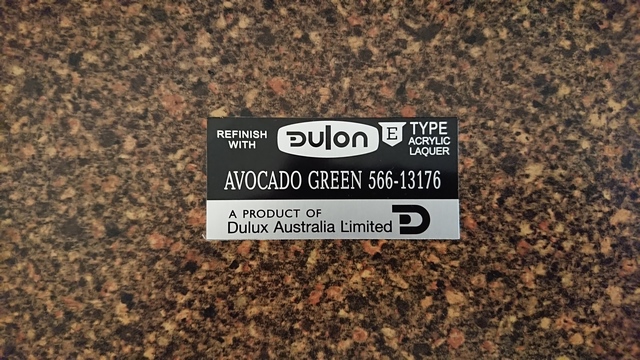 REFINISH WITH
Dulon
E
TYPE
ACRYLIC
LAQUER
AVOCADO GREEN 566-13176
A PRODUCT OF
Dulux Australia Limited
D